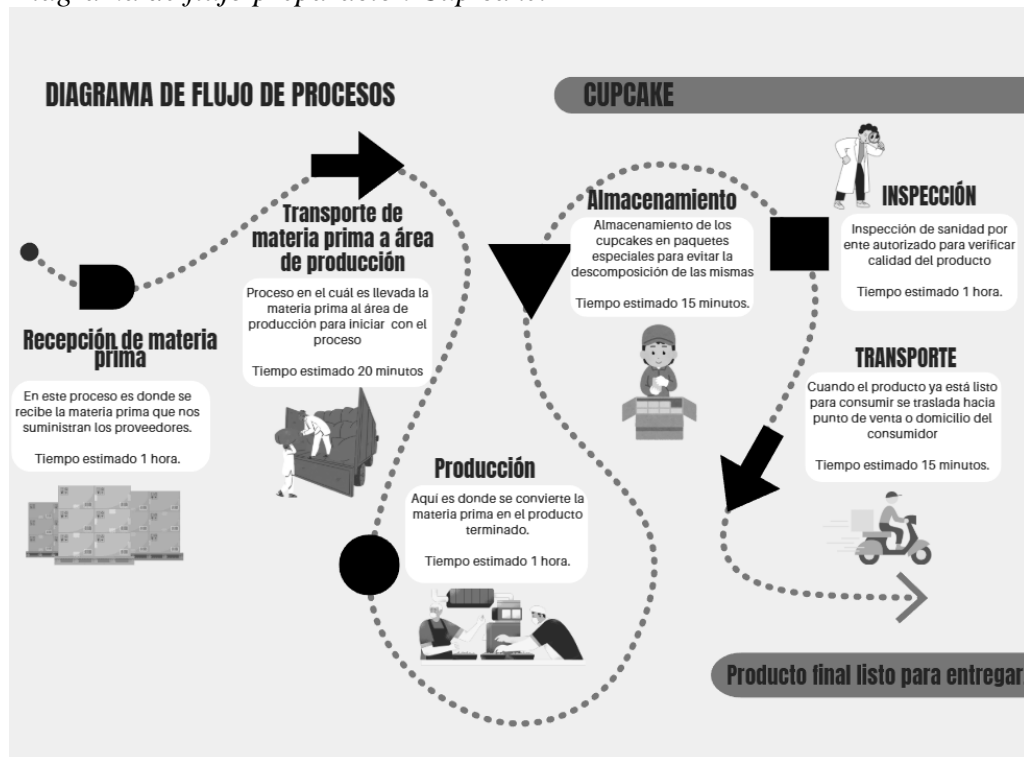 Diagrama de flujo preparación Cupcake.
DIAGRAMA DE FLUJO DE PROCESOS
CUPCAKE
Recepción de materia
prima
En este proceso es donde se
recibe la materia prima que nos
suministran los proveedores.
Tiempo estimado 1 hora.
Transporte de
materia prima a área
de producción
Proceso en el cuál es llevada la
materia prima al área de
producción para iniciar con el
proceso
Tiempo estimado 20 minutos
Producción
Aquí es donde se convierte la
materia prima en el producto
terminado.
Tiempo estimado 1 hora.
Almacenamiento
Almacenamiento de los
cupcakes en paquetes
especiales para evitar la
descomposición de las mismas
Tiempo estimado 15 minutos.
INSPECCIÓN
Inspección de sanidad por
ente autorizado para verificar
calidad del producto
Tiempo estimado 1 hora.
TRANSPORTE
Cuando el producto ya está listo
para consumir se traslada hacia
punto de venta o domicilio del
consumidor
Tiempo estimado 15 minutos.
Producto final listo para entregar.